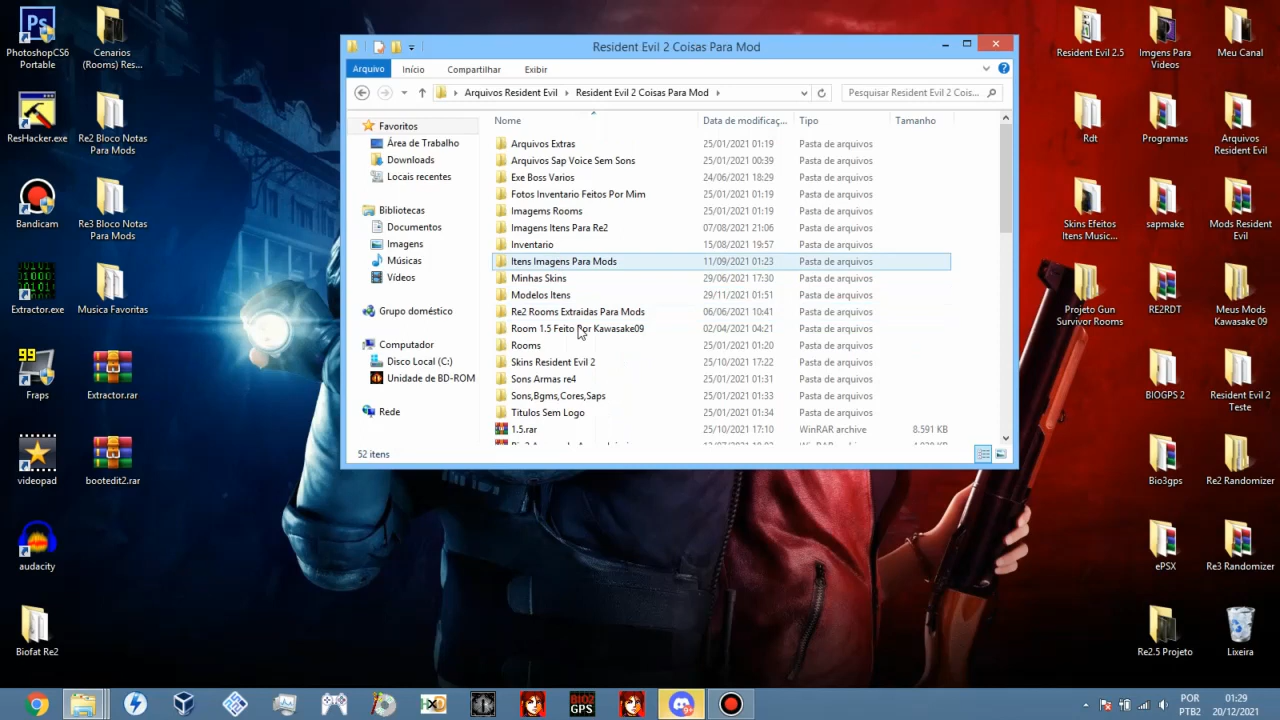 PhotoshopCS6
Portable
Cenarios
(Rooms) Res...
ResHacker.exe
Re2 Bloco Notas
Para Mods
Bandicam
Re3 Bloco Notas
Para Mods
Extractor.exe
Musica Favoritas
99
Fraps
Extractor.rar
videopad
bootedit2.rar
audacity
Biofat Re2
Resident Evil 2 Coisas Para Mod
Arquivo
Início
Compartilhar
Exibir
Arquivos Resident Evil
Resident Evil 2 Coisas Para Mod
Pesquisar Resident Evil 2 Cois...
Favoritos
Área de Trabalho
Downloads
Locais recentes
Bibliotecas
Documentos
Imagens
Músicas
Vídeos
Grupo doméstico
Computador
Disco Local (C:)
Unidade de BD-ROM
Rede
Nome Data de modificaç... Tipo Tamanho
Arquivos Extras 25/01/2021 01:19 Pasta de arquivos
Arquivos Sap Voice Sem Sons 25/01/2021 00:39 Pasta de arquivos
Exe Boss Varios 24/06/2021 18:29 Pasta de arquivos
Fotos Inventario Feitos Por Mim 25/01/2021 01:19 Pasta de arquivos
Imagems Rooms 25/01/2021 01:19 Pasta de arquivos
Imagens Itens Para Re2 07/08/2021 21:06 Pasta de arquivos
Inventario 15/08/2021 19:57 Pasta de arquivos
Itens Imagens Para Mods 11/09/2021 01:23 Pasta de arquivos
Minhas Skins 29/06/2021 17:30 Pasta de arquivos
Modelos Itens 29/11/2021 01:51 Pasta de arquivos
Re2 Rooms Extraidas Para Mods 06/06/2021 10:41 Pasta de arquivos
Room 1.5 Feito Por Kawasake09 02/04/2021 04:21 Pasta de arquivos
Rooms 25/01/2021 01:20 Pasta de arquivos
Skins Resident Evil 2 25/10/2021 17:22 Pasta de arquivos
Sons Armas re4 25/01/2021 01:31 Pasta de arquivos
Sons,Bgms,Cores,Saps 25/01/2021 01:33 Pasta de arquivos
Titulos Sem Logo 25/01/2021 01:34 Pasta de arquivos
1.5.rar 25/10/2021 17:10 WinRAR archive 8.591 KB
52 itens
Resident Evil 2.5
Imgens Para
Videos
Meu Canal
Rdt
Programas
Arquivos
Resident Evil
Skins Efeitos
Itens Music...
sapmake
Mods Resident
Evil
Projeto Gun
Survivor Rooms
RE2RDT
Meus Mods
Kawasake 09
BIOGPS 2
Resident Evil 2
Teste
Bio3gps
Re2 Randomizer
ePSX
Re3 Randomizer
Re2.5 Projeto
Lixeira
BIO2
GPS
POR
PTB2
01:29
20/12/2021